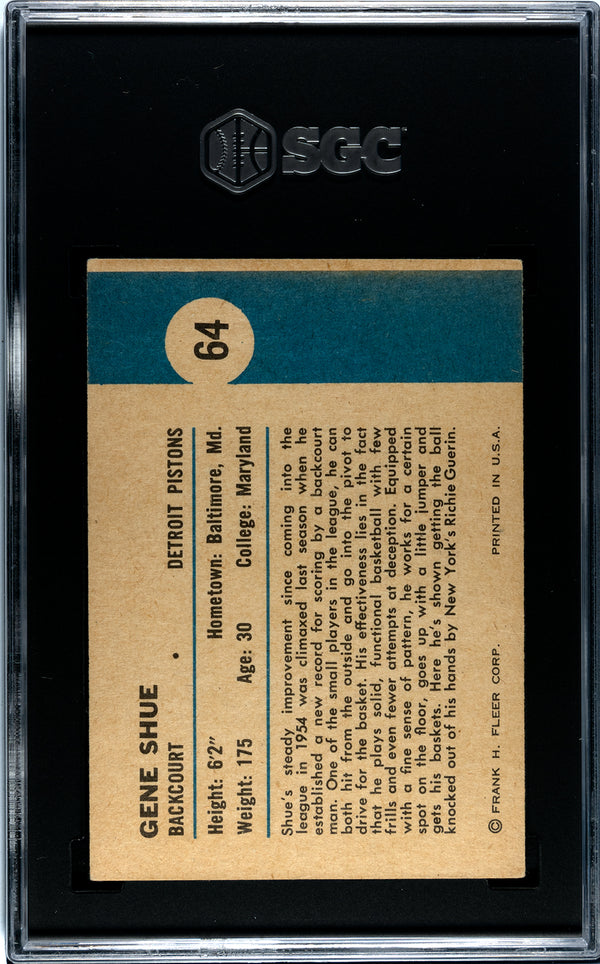 SGC
64
GENE SHUE
BACKCOURT • DETROIT PISTONS
Height: 6'2" Hometown: Baltimore, Md.
Weight: 175 Age: 30 College: Maryland
Shue's steady improvement since coming into the
league in 1954 was climaxed last season when he
established a new record for scoring by a backcourt
man. One of the small players in the league, he can
both hit from the outside and go into the pivot to
drive for the basket. His effectiveness lies in the fact
that he plays solid, functional basketball with few
frills and even fewer attempts at deception. Equipped
with a fine sense of pattern, he works for a certain
spot on the floor, goes up with a little jumper and
gets his baskets. Here he's shown getting the ball
knocked out of his hands by New York's Richie Guerin.
© FRANK H. FLEER CORP. PRINTED IN U.S.A.